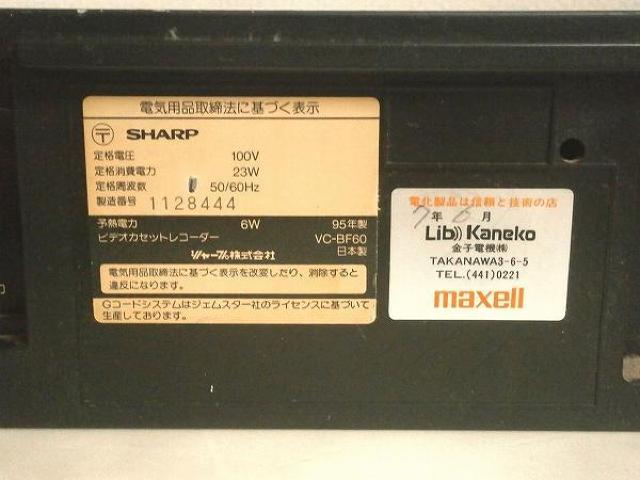 電気用品取締法に基づく表示
〒 SHARP
定格電圧 100V
定格消費電力 23W
定格周波数 50/60Hz
製造番号 1128444
予熱電力 6W 95年製
ビデオカセットレコーダー VC-BF60
シャープ株式会社 日本製
電気用品取締法に基づく表示を改変したり、消除すると
違反になります。
Gコードシステムはジェムスター社のライセンスに基づいて
生産しております。
電化製品は信頼と技術の店
7年6月
Lib Kaneko
金子電機㈱
TAKANAWA3-6-5
TEL.(441)0221
maxell